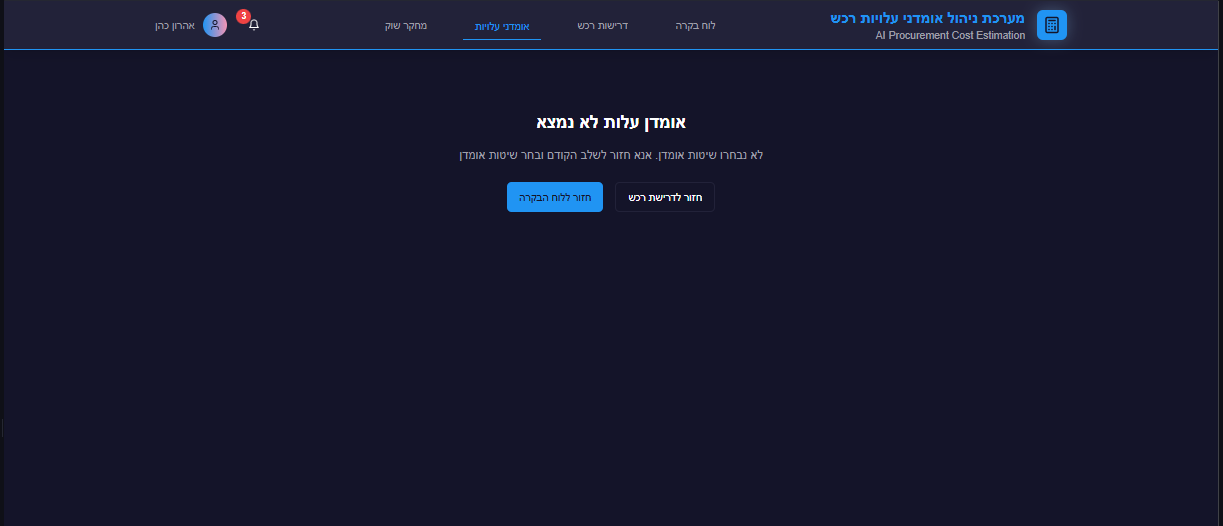 מערכת ניהול אומדני עלויות רכש
AI Procurement Cost Estimation
לוח בקרה
דרישות רכש
אומדני עלויות
מחקר שוק
3
אהרון כהן
אומדן עלות לא נמצא
לא נבחרו שיטות אומדן. אנא חזור לשלב הקודם ובחר שיטות אומדן
חזור לדרישת רכש
חזור ללוח הבקרה